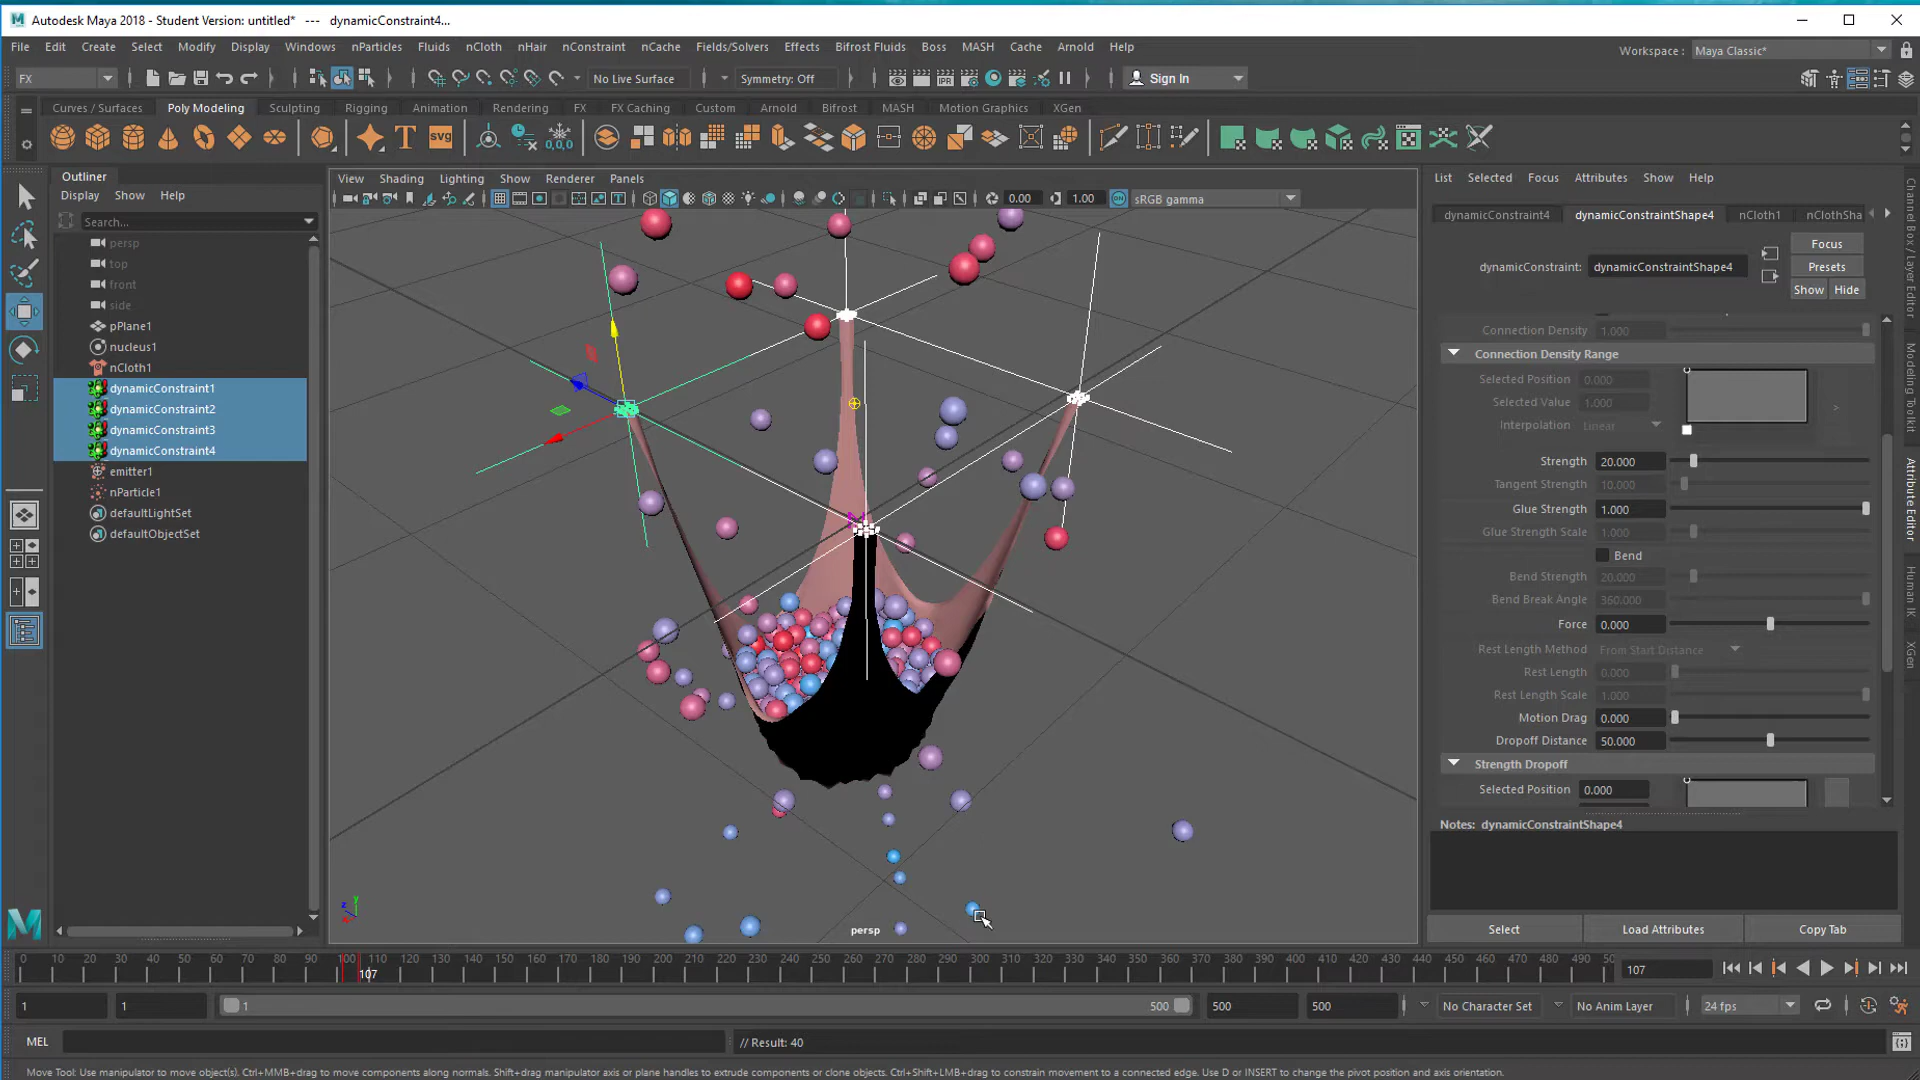 Autodesk Maya 2018 - Student Version: untitled* --- dynamicConstraint4...
File Edit Create Select Modify Display Windows nParticles Fluids nCloth nHair nConstraint nCache Fields/Solvers Effects Bifrost Fluids Boss MASH Cache Arnold Help
Workspace : Maya Classic*
FX No Live Surface Symmetry: Off Sign In
Curves / Surfaces Poly Modeling Sculpting Rigging Animation Rendering FX FX Caching Custom Arnold Bifrost MASH Motion Graphics XGen
T svg 0,0,0
Outliner
Display Show Help
Search...
persp
top
front
side
pPlane1
nucleus1
nCloth1
dynamicConstraint1
dynamicConstraint2
dynamicConstraint3
dynamicConstraint4
emitter1
nParticle1
defaultLightSet
defaultObjectSet
View Shading Lighting Show Renderer Panels
0.00 1.00 sRGB gamma
persp
List Selected Focus Attributes Show Help
dynamicConstraint4 dynamicConstraintShape4 nCloth1 nClothSha
Focus
dynamicConstraint: dynamicConstraintShape4 Presets
Show Hide
Connection Density 1.000
Connection Density Range
Selected Position 0.000
Selected Value 1.000
Interpolation Linear
Strength 20.000
Tangent Strength 10.000
Glue Strength 1.000
Glue Strength Scale 1.000
Bend
Bend Strength 20.000
Bend Break Angle 360.000
Force 0.000
Rest Length Method From Start Distance
Rest Length 0.000
Rest Length Scale 1.000
Motion Drag 0.000
Dropoff Distance 50.000
Strength Dropoff
Selected Position 0.000
Notes: dynamicConstraintShape4
Select Load Attributes Copy Tab
Channel Box / Layer Editor
Modeling Toolkit
Attribute Editor
Human IK
XGen
0 10 20 30 40 50 60 70 80 90 100 110 120 130 140 150 160 170 180 190 200 210 220 230 240 250 260 270 280 290 300 310 320 330 340 350 360 370 380 390 400 410 420 430 440 450 460 470 480 490 50
107 107
1 1 1 500 500 500 No Character Set No Anim Layer 24 fps
MEL // Result: 40
Move Tool: Use manipulator to move object(s). Ctrl+MMB+drag to move components along normals. Shift+drag manipulator axis or plane handles to extrude components or clone objects. Ctrl+Shift+LMB+drag to constrain movement to a connected edge. Use D or INSERT to change the pivot position and axis orientation.